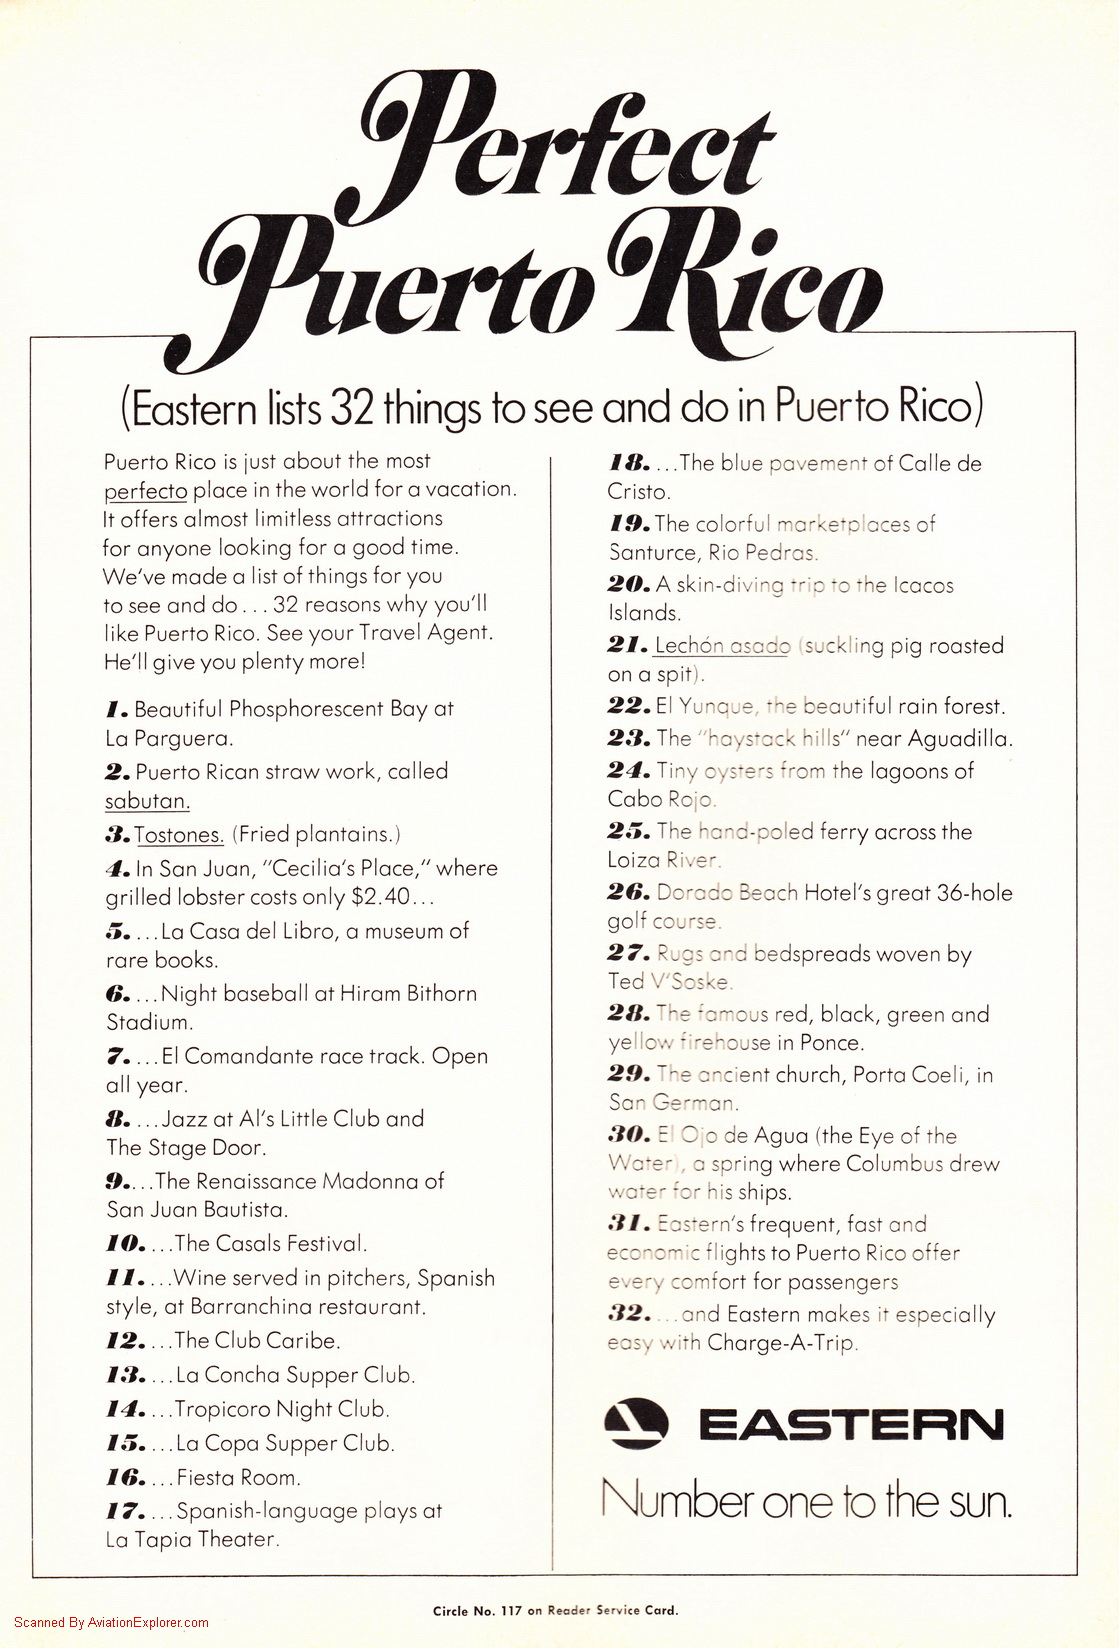 Perfect
Puerto Rico
(Eastern lists 32 things to see and do in Puerto Rico)
Puerto Rico is just about the most
perfecto place in the world for a vacation.
It offers almost limitless attractions
for anyone looking for a good time.
We've made a list of things for you
to see and do... 32 reasons why you'll
like Puerto Rico. See your Travel Agent.
He'll give you plenty more!
1. Beautiful Phosphorescent Bay at
La Parguera.
2. Puerto Rican straw work, called
sabutan.
3. Tostones. (Fried plantains.)
4. In San Juan, "Cecilia's Place," where
grilled lobster costs only $2.40...
5. ...La Casa del Libro, a museum of
rare books.
6. ...Night baseball at Hiram Bithorn
Stadium.
7. ...El Comandante race track. Open
all year.
8. ...Jazz at Al's Little Club and
The Stage Door.
9. ...The Renaissance Madonna of
San Juan Bautista.
10. ...The Casals Festival.
11. ...Wine served in pitchers, Spanish
style, at Barranchina restaurant.
12. ...The Club Caribe.
13. ...La Concha Supper Club.
14. ...Tropicoro Night Club.
15. ...La Copa Supper Club.
16. ...Fiesta Room.
17. ...Spanish-language plays at
La Tapia Theater.
18. ...The blue pavement of Calle de
Cristo.
19. The colorful marketplaces of
Santurce, Rio Pedras.
20. A skin-diving trip to the Icacos
Islands.
21. Lechón asado (suckling pig roasted
on a spit).
22. El Yunque, the beautiful rain forest.
23. The "haystack hills" near Aguadilla.
24. Tiny oysters from the lagoons of
Cabo Rojo.
25. The hand-poled ferry across the
Loiza River.
26. Dorado Beach Hotel's great 36-hole
golf course.
27. Rugs and bedspreads woven by
Ted V'Soske.
28. The famous red, black, green and
yellow firehouse in Ponce.
29. The ancient church, Porta Coeli, in
San German.
30. El Ojo de Agua (the Eye of the
Water), a spring where Columbus drew
water for his ships.
31. Eastern's frequent, fast and
economic flights to Puerto Rico offer
every comfort for passengers
32. ...and Eastern makes it especially
easy with Charge-A-Trip.
EASTERN
Number one to the sun.
Circle No. 117 on Reader Service Card.
Scanned By AviationExplorer.com